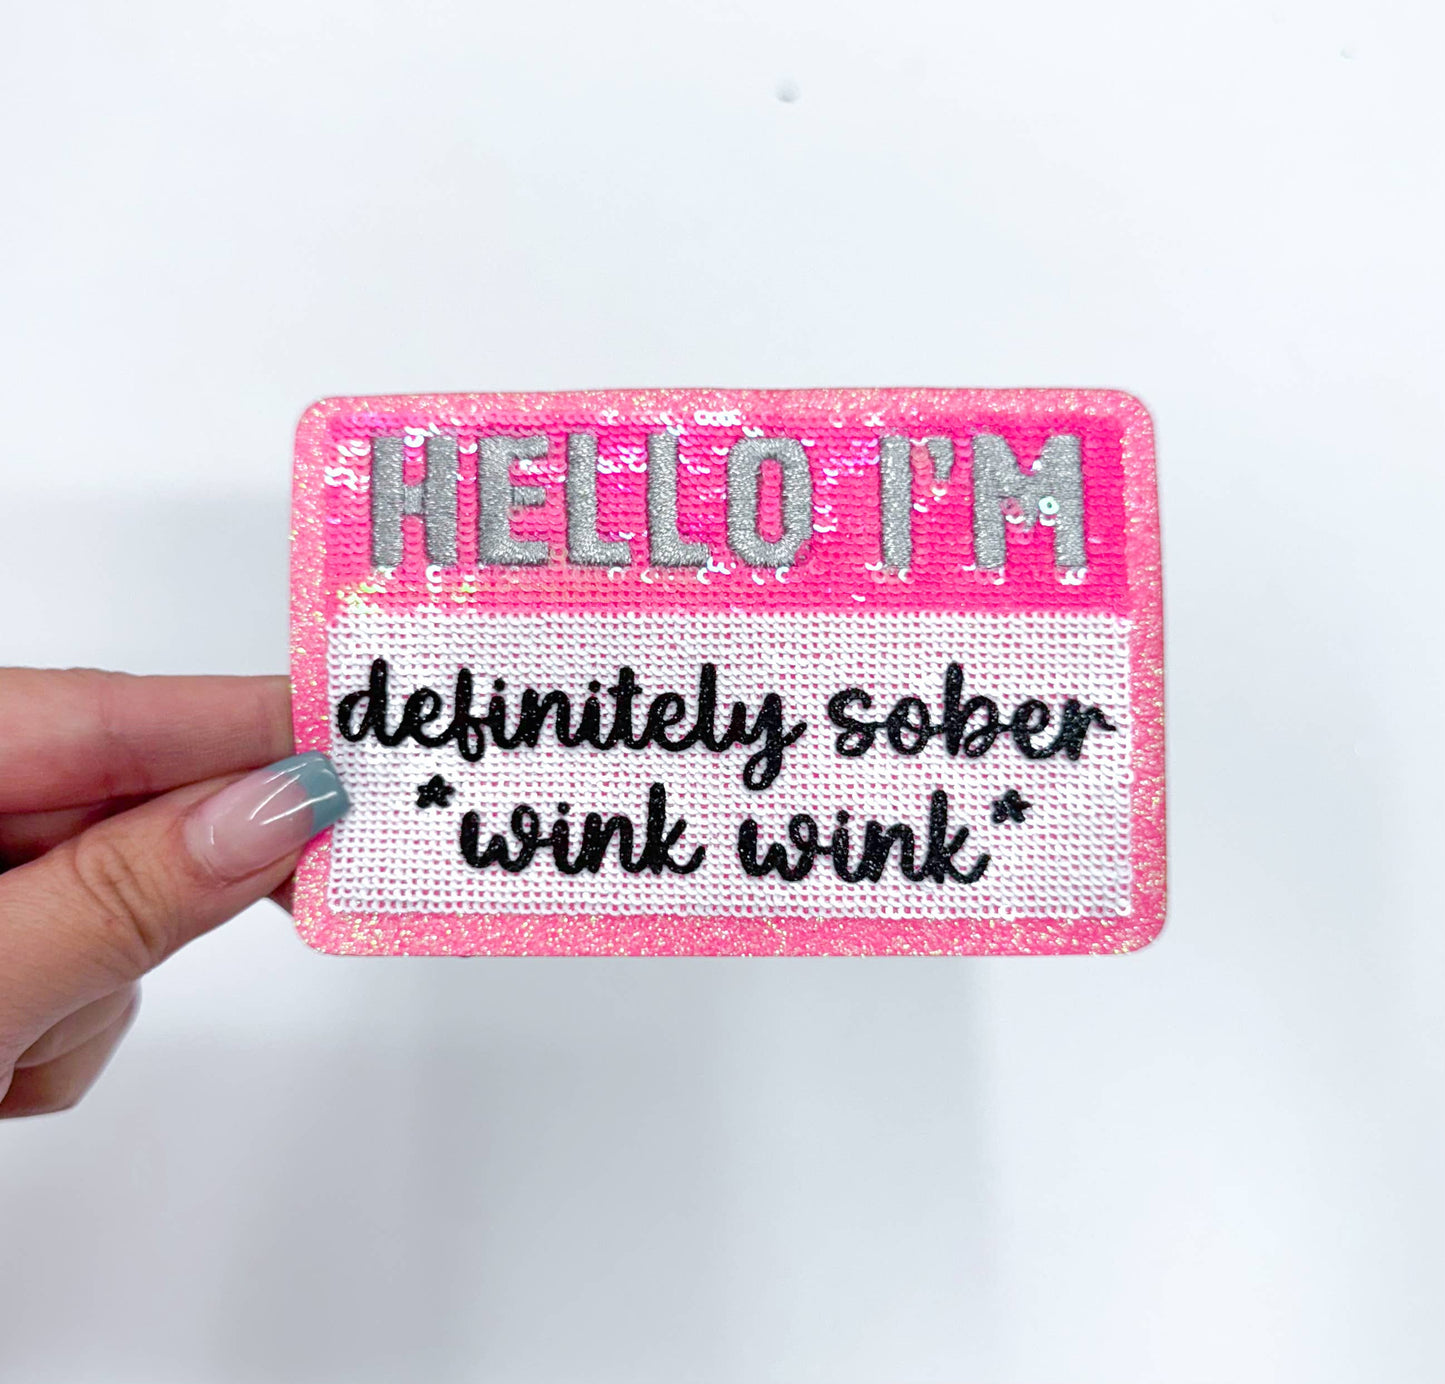 HELLO I'M
definitely sober
*wink wink*